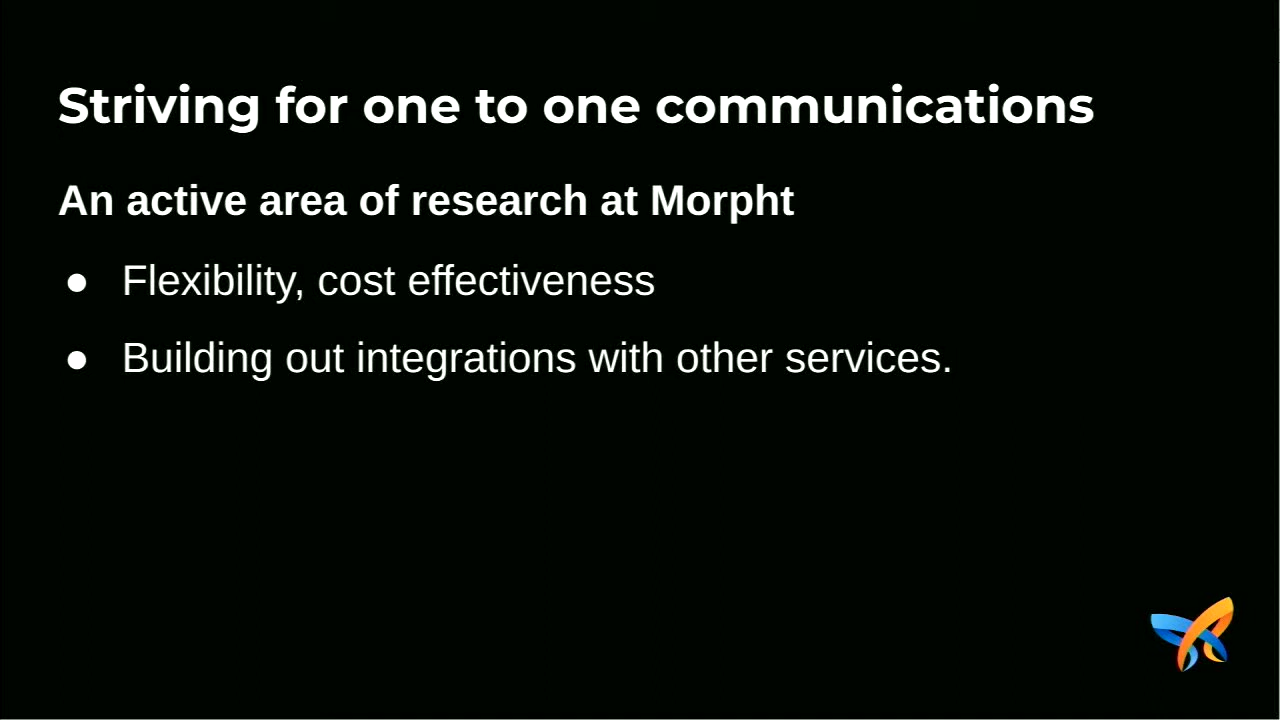 Striving for one to one communications
An active area of research at Morpht
● Flexibility, cost effectiveness
● Building out integrations with other services.